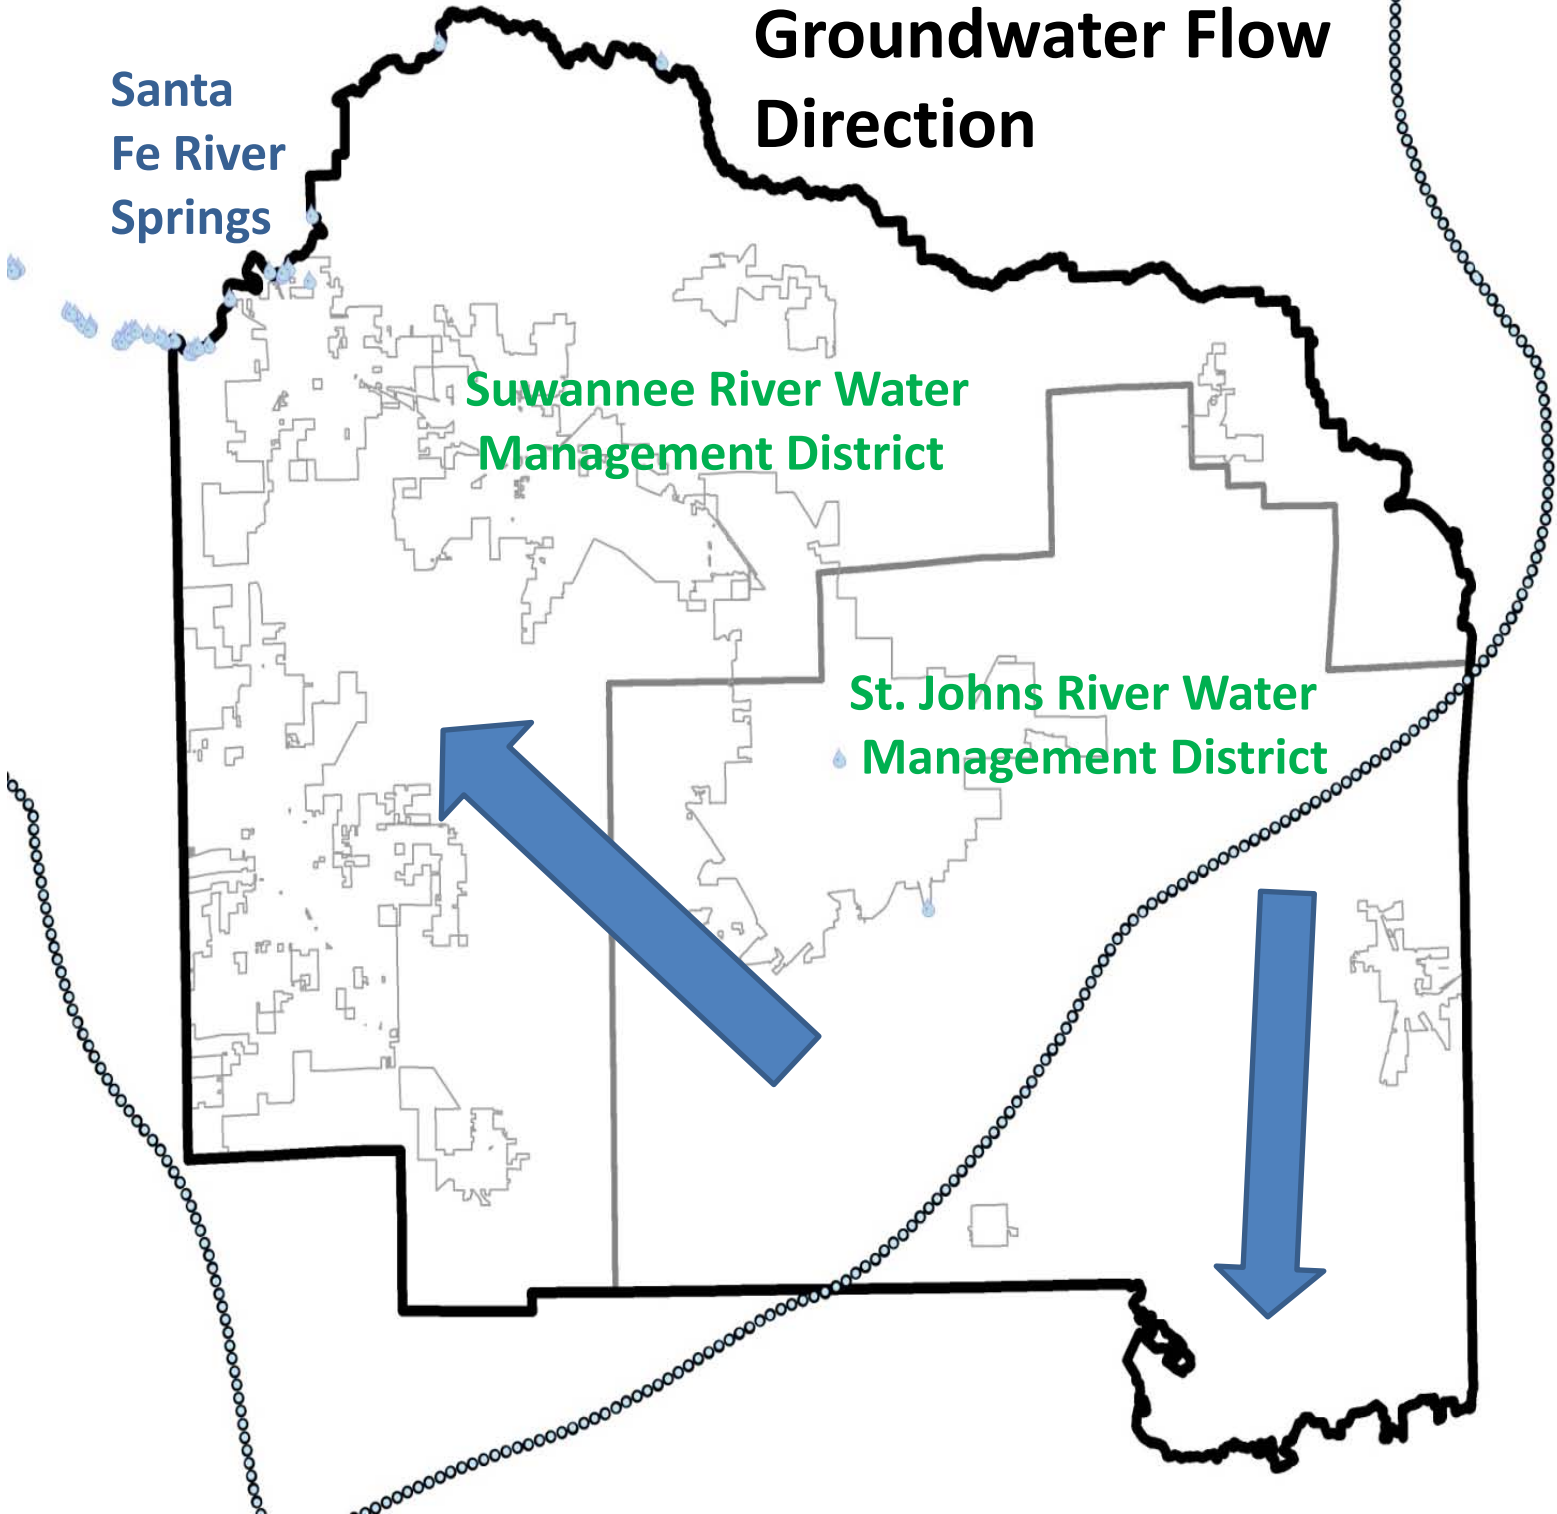 Groundwater Flow
Direction
Santa
Fe River
Springs
Suwannee River Water
Management District
St. Johns River Water
Management District